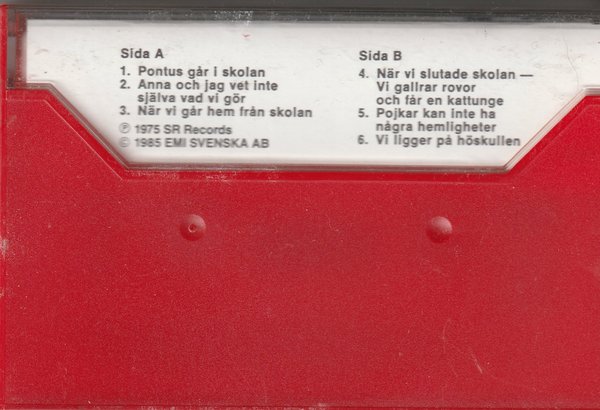 Sida A
1. Pontus går i skolan
2. Anna och jag vet inte
själva vad vi gör
3. När vi går hem från skolan
℗ 1975 SR Records
© 1985 EMI SVENSKA AB
Sida B
4. När vi slutade skolan —
Vi gallrar rovor
och får en kattunge
5. Pojkar kan inte ha
några hemligheter
6. Vi ligger på höskullen